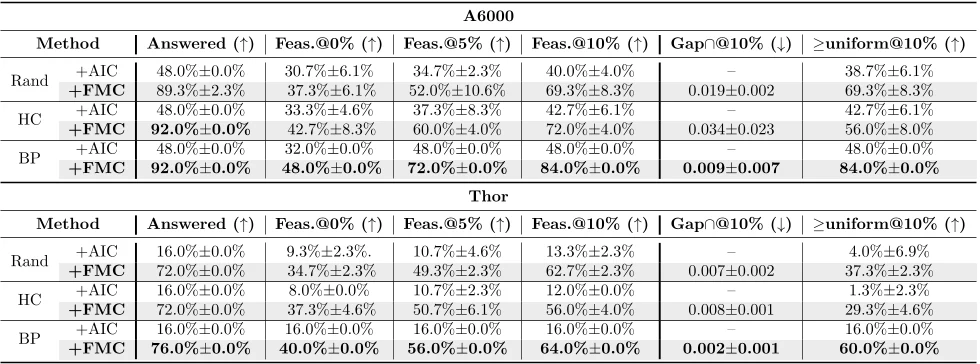 A6000
Method Answered (↑) Feas.@0% (↑) Feas.@5% (↑) Feas.@10% (↑) Gap∩@10% (↓) ≥uniform@10% (↑)
Rand +AIC 48.0%±0.0% 30.7%±6.1% 34.7%±2.3% 40.0%±4.0% – 38.7%±6.1%
+FMC 89.3%±2.3% 37.3%±6.1% 52.0%±10.6% 69.3%±8.3% 0.019±0.002 69.3%±8.3%
HC +AIC 48.0%±0.0% 33.3%±4.6% 37.3%±8.3% 42.7%±6.1% – 42.7%±6.1%
+FMC 92.0%±0.0% 42.7%±8.3% 60.0%±4.0% 72.0%±4.0% 0.034±0.023 56.0%±8.0%
BP +AIC 48.0%±0.0% 32.0%±0.0% 48.0%±0.0% 48.0%±0.0% – 48.0%±0.0%
+FMC 92.0%±0.0% 48.0%±0.0% 72.0%±0.0% 84.0%±0.0% 0.009±0.007 84.0%±0.0%
Thor
Method Answered (↑) Feas.@0% (↑) Feas.@5% (↑) Feas.@10% (↑) Gap∩@10% (↓) ≥uniform@10% (↑)
Rand +AIC 16.0%±0.0% 9.3%±2.3%. 10.7%±4.6% 13.3%±2.3% – 4.0%±6.9%
+FMC 72.0%±0.0% 34.7%±2.3% 49.3%±2.3% 62.7%±2.3% 0.007±0.002 37.3%±2.3%
HC +AIC 16.0%±0.0% 8.0%±0.0% 10.7%±2.3% 12.0%±0.0% – 1.3%±2.3%
+FMC 72.0%±0.0% 37.3%±4.6% 50.7%±6.1% 56.0%±4.0% 0.008±0.001 29.3%±4.6%
BP +AIC 16.0%±0.0% 16.0%±0.0% 16.0%±0.0% 16.0%±0.0% – 16.0%±0.0%
+FMC 76.0%±0.0% 40.0%±0.0% 56.0%±0.0% 64.0%±0.0% 0.002±0.001 60.0%±0.0%